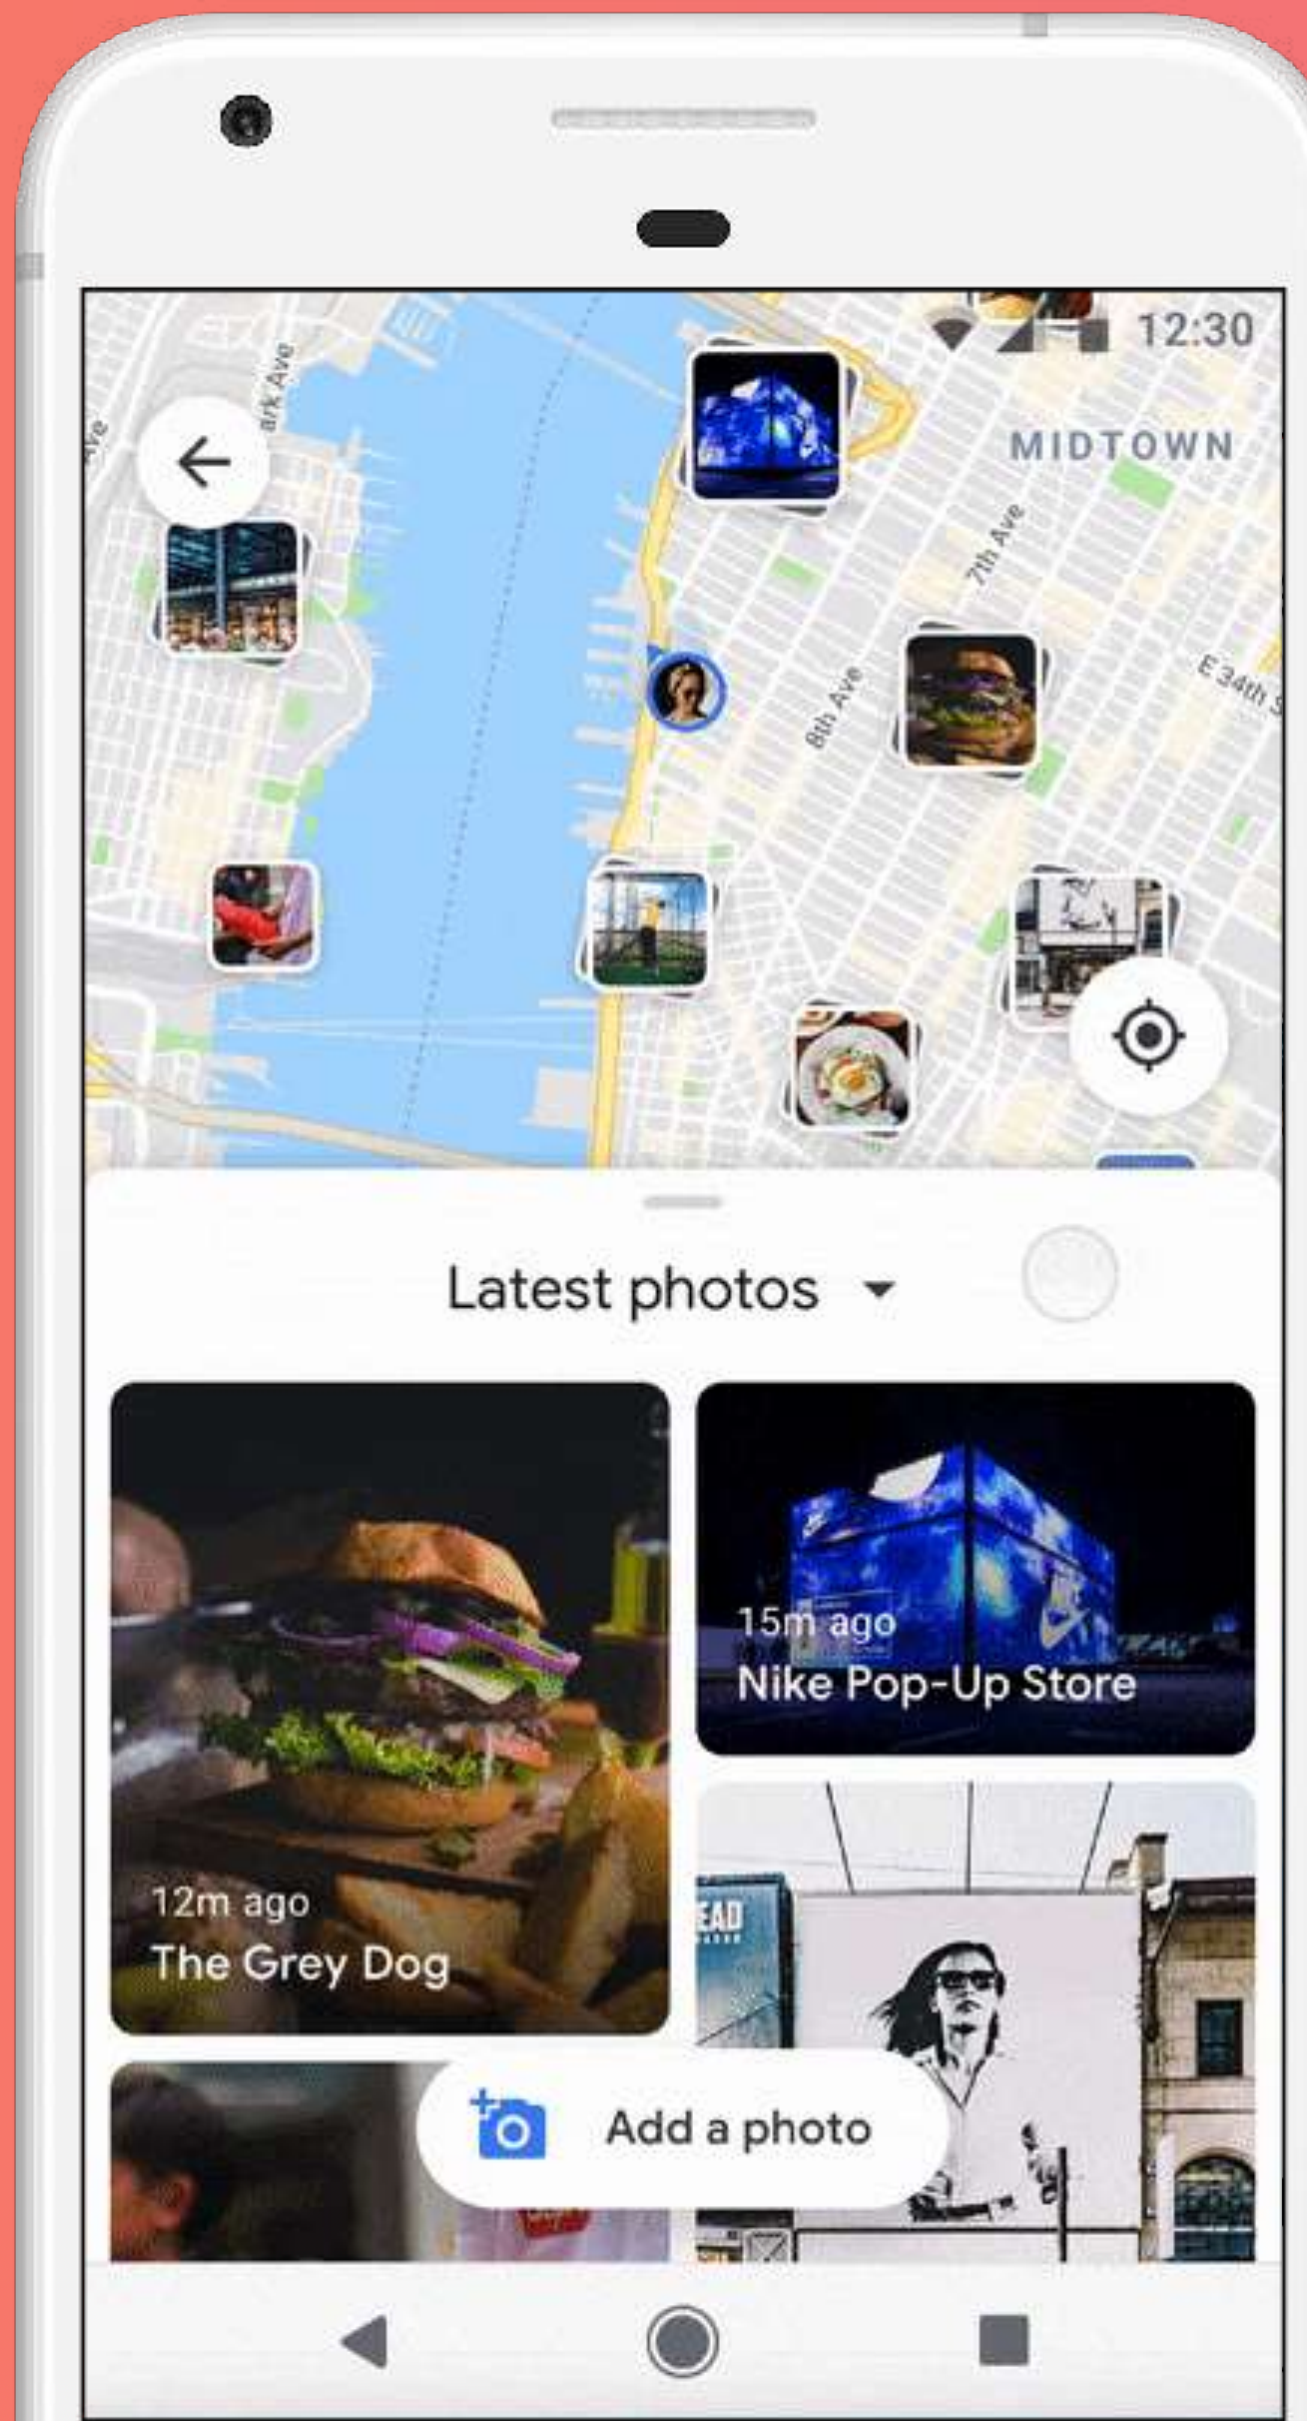 12:30
ark Ave
Ave
MIDTOWN
7th Ave
8th Ave
E 34th S
Latest photos
15m ago
Nike Pop-Up Store
12m ago
The Grey Dog
EAD
Add a photo